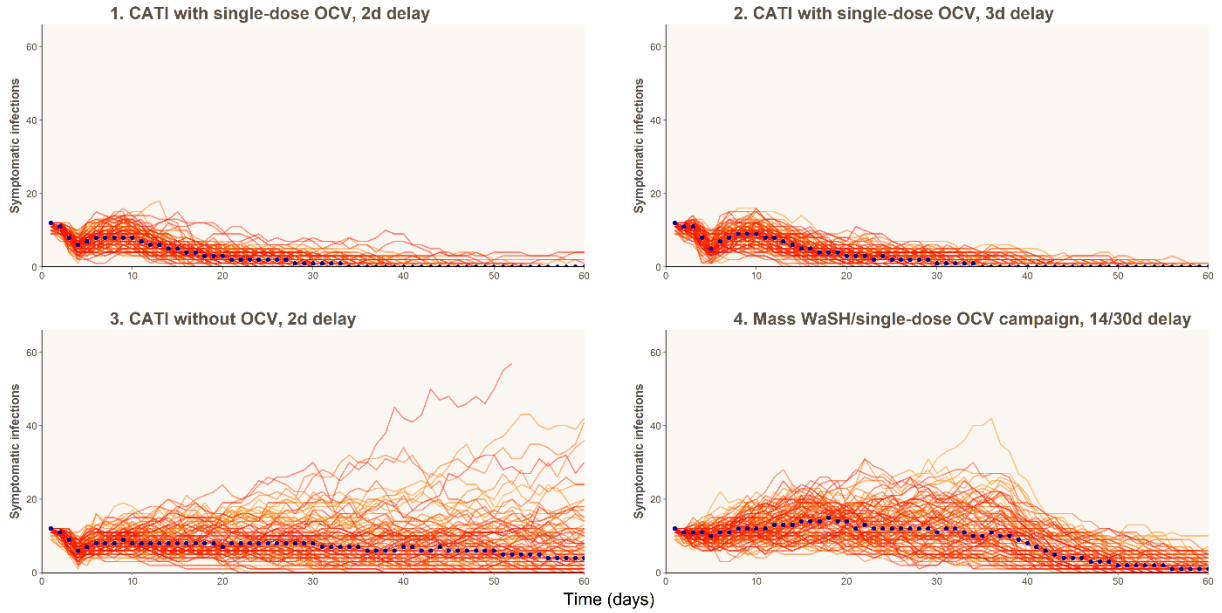 1. CATI with single-dose OCV, 2d delay
Symptomatic infections
60
40
20
0
0 10 20 30 40 50 60
2. CATI with single-dose OCV, 3d delay
Symptomatic infections
60
40
20
0
0 10 20 30 40 50 60
3. CATI without OCV, 2d delay
Symptomatic infections
60
40
20
0
0 10 20 30 40 50 60
4. Mass WaSH/single-dose OCV campaign, 14/30d delay
Symptomatic infections
60
40
20
0
0 10 20 30 40 50 60
Time (days)